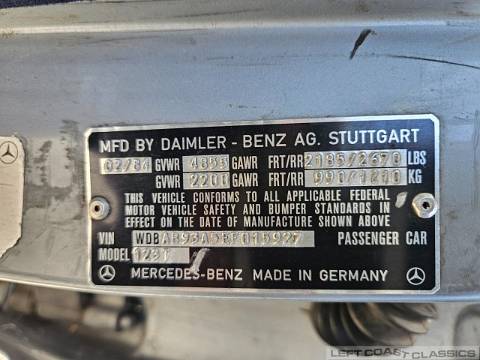 MFD BY DAIMLER - BENZ AG. STUTTGART
02/84 GVWR 4855 GAWR FRT/RR 2185/2670 LBS
GVWR 2200 GAWR FRT/RR 990/1210 KG
THIS VEHICLE CONFORMS TO ALL APPLICABLE FEDERAL
MOTOR VEHICLE SAFETY AND BUMPER STANDARDS IN
EFFECT ON THE DATE OF MANUFACTURE SHOWN ABOVE
VIN PASSENGER CAR
MODEL
MERCEDES-BENZ MADE IN GERMANY
LEFT COAST CLASSICS